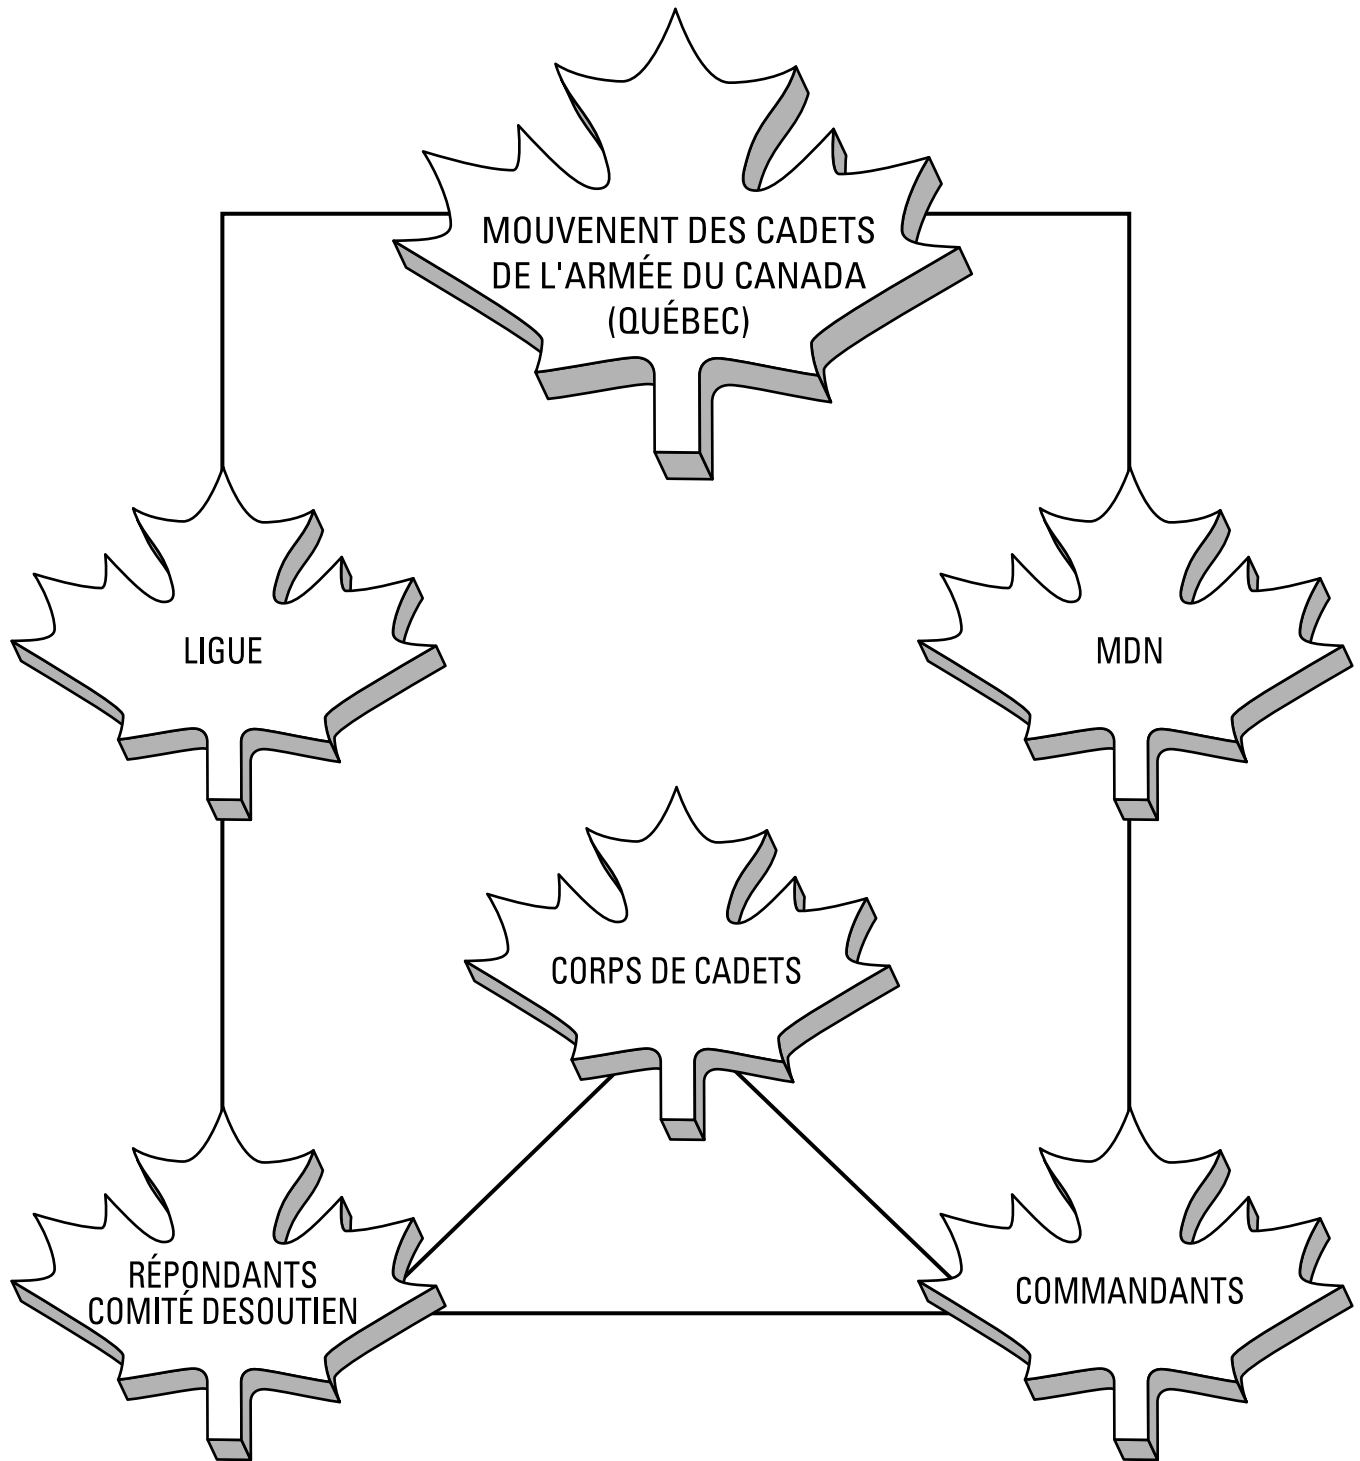 MOUVENENT DES CADETS
DE L'ARMÉE DU CANADA
(QUÉBEC)
LIGUE
MDN
CORPS DE CADETS
RÉPONDANTS
COMITÉ DESOUTIEN
COMMANDANTS